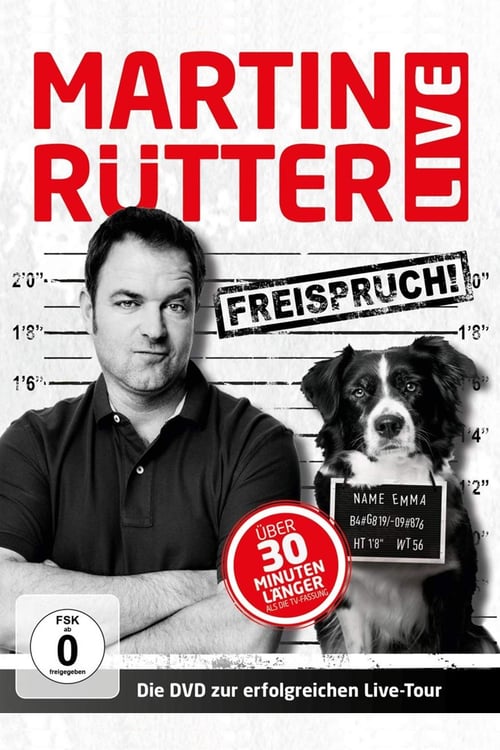 MARTIN
RÜTTER
LIVE
FREISPRUCH!
2'0"
0"
1'8"
1'8"
1'6"
6"
1'4"
1'2"
NAME EMMA
B4#G819/-09#876
HT 1'8" WT 56
ÜBER
30
MINUTEN
LÄNGER
ALS DIE TV-FASSUNG
FSK
ab
0
freigegeben
Die DVD zur erfolgreichen Live-Tour